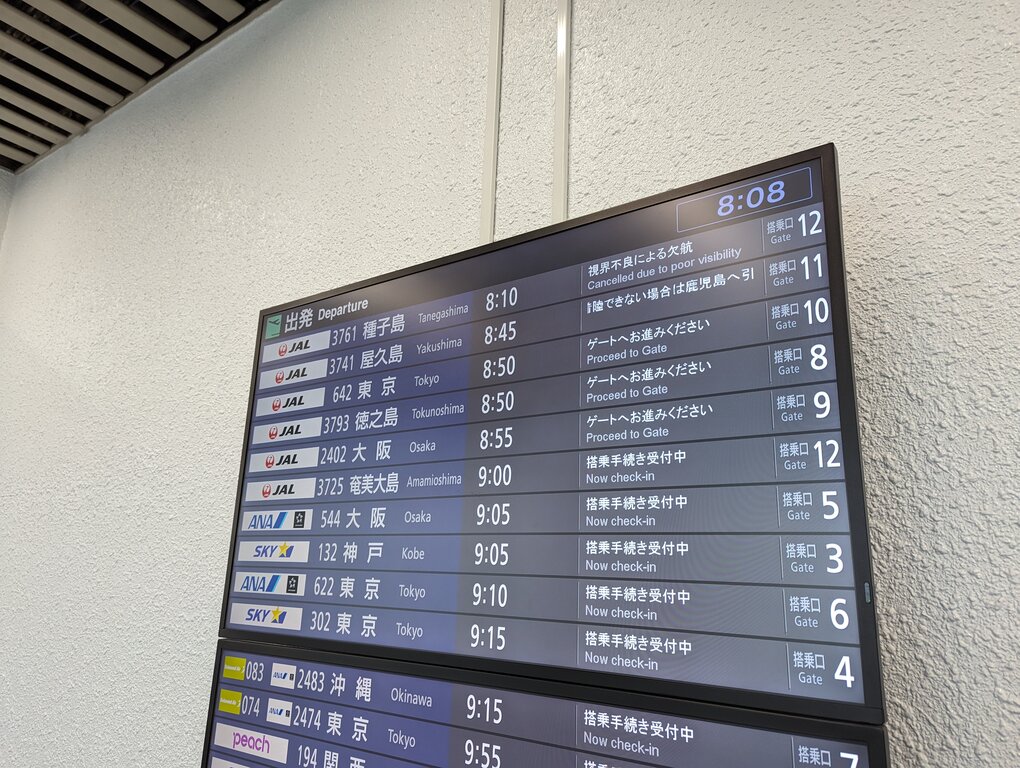 出発 Departure
8:08
JAL 3761 種子島 Tanegashima 8:10 視界不良による欠航 搭乗口 12
Cancelled due to poor visibility Gate
JAL 3741 屋久島 Yakushima 8:45 陸できない場合は鹿児島へ引 搭乗口 11
Gate
JAL 642 東京 Tokyo 8:50 ゲートへお進みください 搭乗口 10
Proceed to Gate Gate
JAL 3793 徳之島 Tokunoshima 8:50 ゲートへお進みください 搭乗口 8
Proceed to Gate Gate
JAL 2402 大阪 Osaka 8:55 ゲートへお進みください 搭乗口 9
Proceed to Gate Gate
JAL 3725 奄美大島 Amamioshima 9:00 搭乗手続き受付中 搭乗口 12
Now check-in Gate
ANA 544 大阪 Osaka 9:05 搭乗手続き受付中 搭乗口 5
Now check-in Gate
SKY 132 神戸 Kobe 9:05 搭乗手続き受付中 搭乗口 3
Now check-in Gate
ANA 622 東京 Tokyo 9:10 搭乗手続き受付中 搭乗口 6
Now check-in Gate
SKY 302 東京 Tokyo 9:15 搭乗手続き受付中 搭乗口 4
Now check-in Gate
083 ANA 2483 沖縄 Okinawa 9:15 搭乗手続き受付中 搭乗口 7
Now check-in
074 ANA 2474 東京 Tokyo 9:55
peach 194 関西